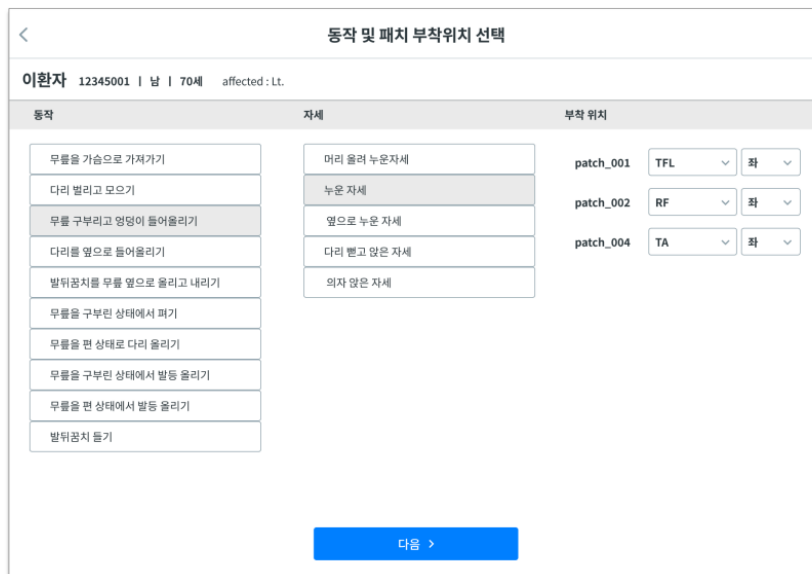 동작 및 패치 부착위치 선택
이환자 12345001 | 남 | 70세 affected : Lt.
동작
무릎을 가슴으로 가져가기
다리 벌리고 모으기
무릎 구부리고 엉덩이 들어올리기
다리를 옆으로 들어올리기
발뒤꿈치를 무릎 옆으로 올리고 내리기
무릎을 구부린 상태에서 펴기
무릎을 편 상태로 다리 올리기
무릎을 구부린 상태에서 발등 올리기
무릎을 편 상태에서 발등 올리기
발뒤꿈치 들기
자세
머리 올려 누운자세
누운 자세
옆으로 누운 자세
다리 뻗고 앉은 자세
의자 앉은 자세
부착 위치
patch_001 TFL 좌
patch_002 RF 좌
patch_004 TA 좌
다음 >